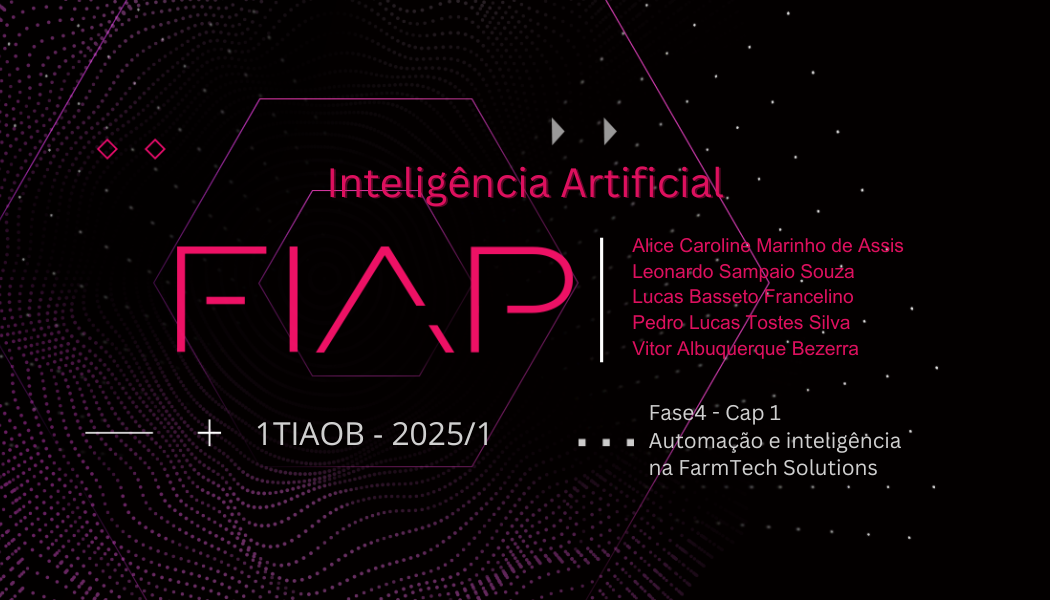 Inteligência Artificial
FIAP
Alice Caroline Marinho de Assis
Leonardo Sampaio Souza
Lucas Basseto Francelino
Pedro Lucas Tostes Silva
Vitor Albuquerque Bezerra
1TIAOB - 2025/1
Fase4 - Cap 1
Automação e inteligência
na FarmTech Solutions